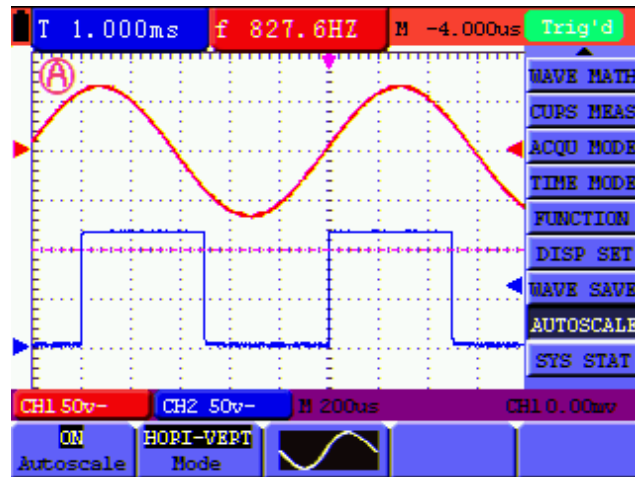 T 1.000ms f 827.6HZ M -4.000us Trig'd
A
WAVE MATH
CURS MEAS
ACQU MODE
TIME MODE
FUNCTION
DISP SET
WAVE SAVE
AUTOSCALE
SYS STAT
CH1 50v~ CH2 50v~ M 200us CH1 0.00mv
ON
Autoscale
HORI-VERT
Mode